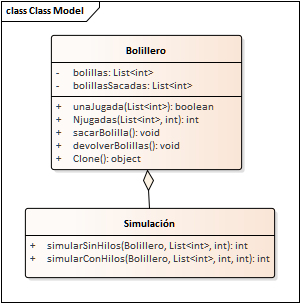 class Class Model
Bolillero
- bolillas: List<int>
- bolillasSacadas: List<int>
+ unaJugada(List<int>): boolean
+ Njugadas(List<int>, int): int
+ sacarBolilla(): void
+ devolverBolillas(): void
+ Clone(): object
Simulación
+ simularSinHilos(Bolillero, List<int>, int): int
+ simularConHilos(Bolillero, List<int>, int, int): int